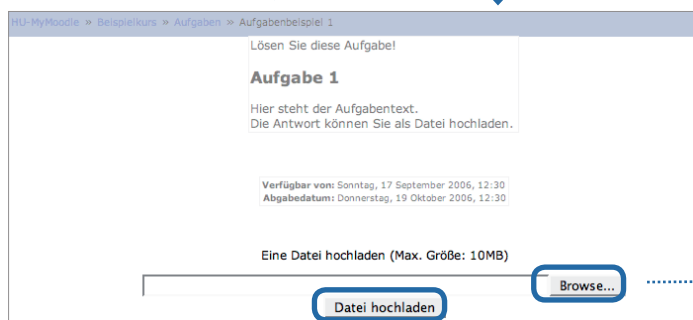 HU-MyMoodle » Beispielkurs » Aufgaben » Aufgabenbeispiel 1
Lösen Sie diese Aufgabe!
Aufgabe 1
Hier steht der Aufgabentext.
Die Antwort können Sie als Datei hochladen.
Verfügbar von: Sonntag, 17 September 2006, 12:30
Abgabedatum: Donnerstag, 19 Oktober 2006, 12:30
Eine Datei hochladen (Max. Größe: 10MB)
Browse...
Datei hochladen